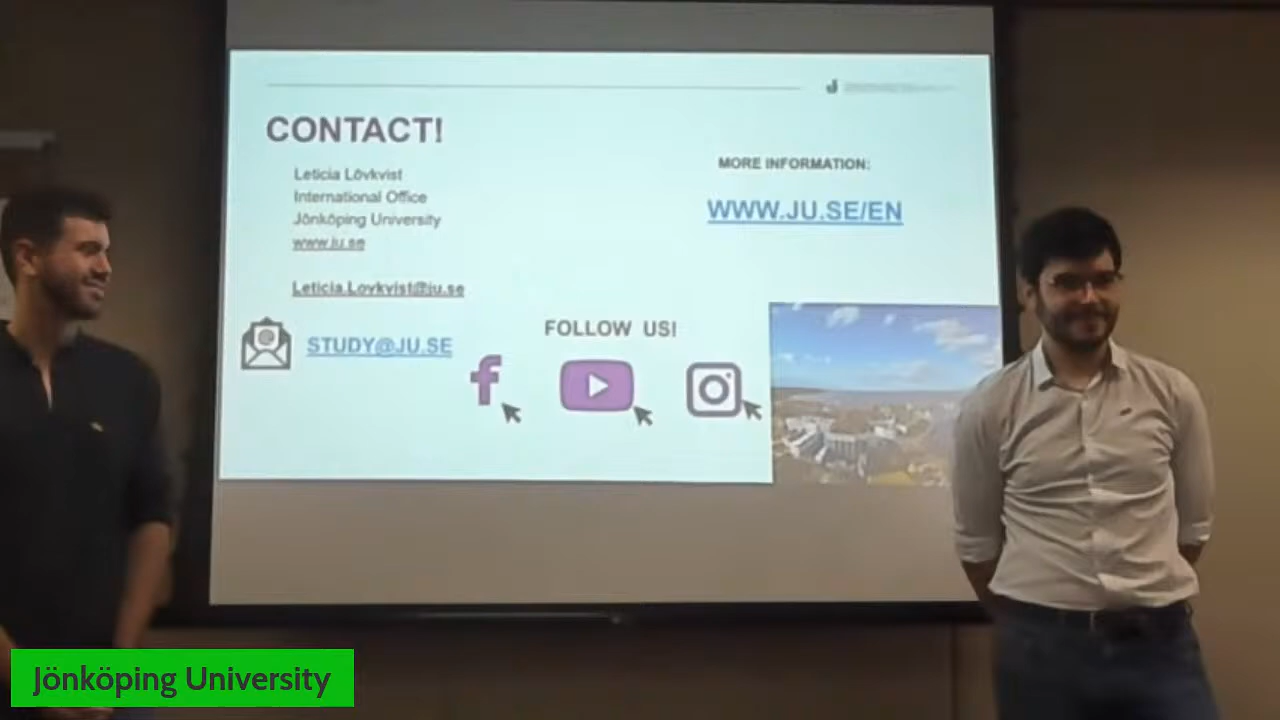 CONTACT!
Leticia Lövkvist
International Office
Jönköping University
www.ju.se
Leticia.Lovkvist@ju.se
STUDY@JU.SE
MORE INFORMATION:
WWW.JU.SE/EN
FOLLOW US!
Jönköping University